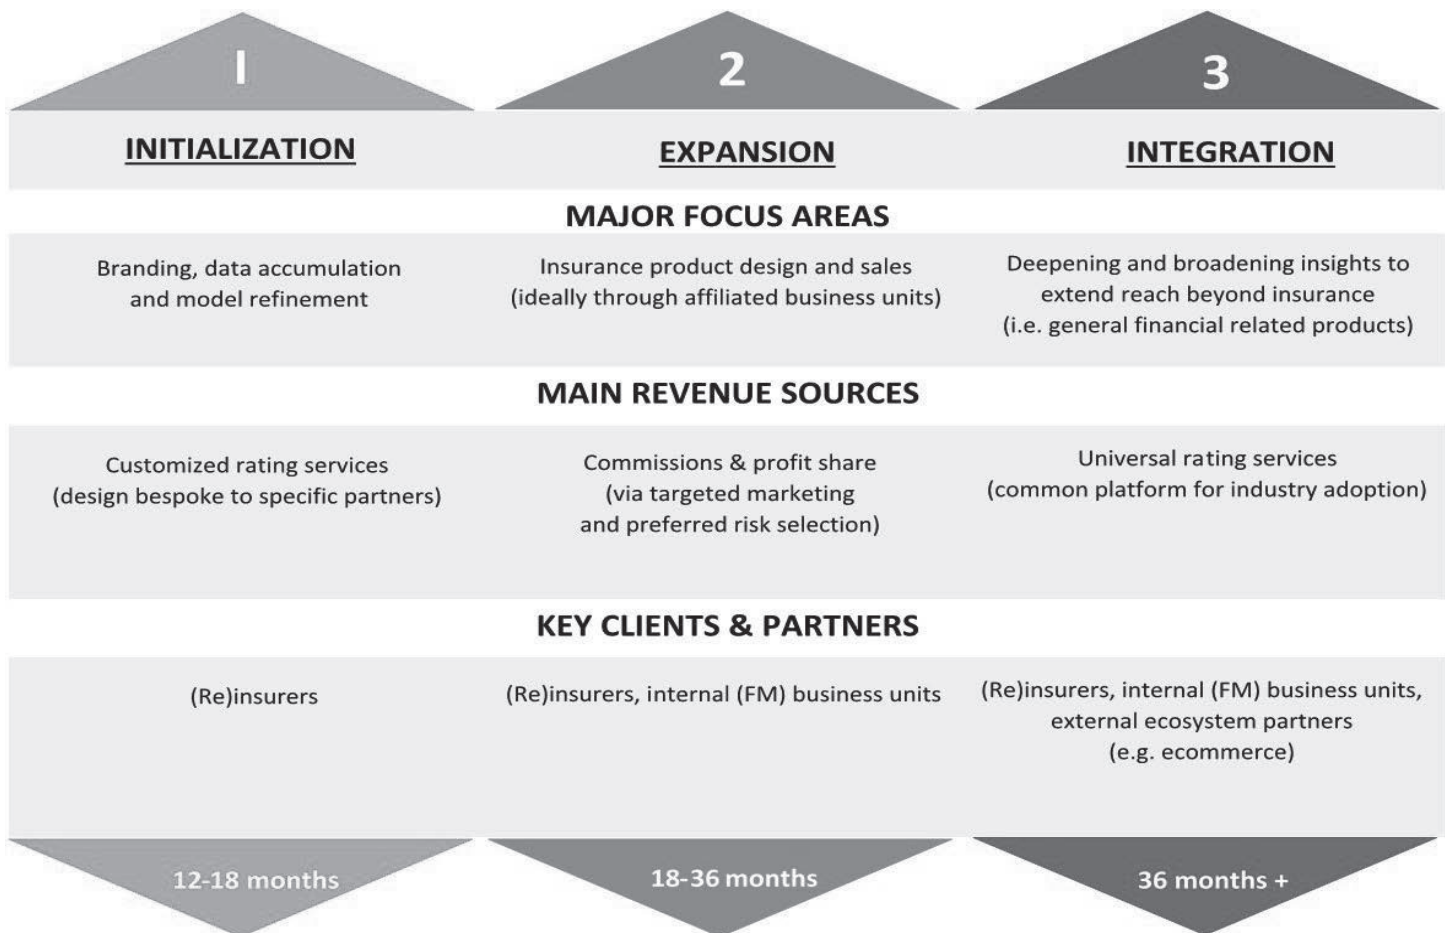 1
2
3
INITIALIZATION
EXPANSION
INTEGRATION
MAJOR FOCUS AREAS
Branding, data accumulation
and model refinement
Insurance product design and sales
(ideally through affiliated business units)
Deepening and broadening insights to
extend reach beyond insurance
(i.e. general financial related products)
MAIN REVENUE SOURCES
Customized rating services
(design bespoke to specific partners)
Commissions & profit share
(via targeted marketing
and preferred risk selection)
Universal rating services
(common platform for industry adoption)
KEY CLIENTS & PARTNERS
(Re)insurers
(Re)insurers, internal (FM) business units
(Re)insurers, internal (FM) business units,
external ecosystem partners
(e.g. ecommerce)
12-18 months
18-36 months
36 months +